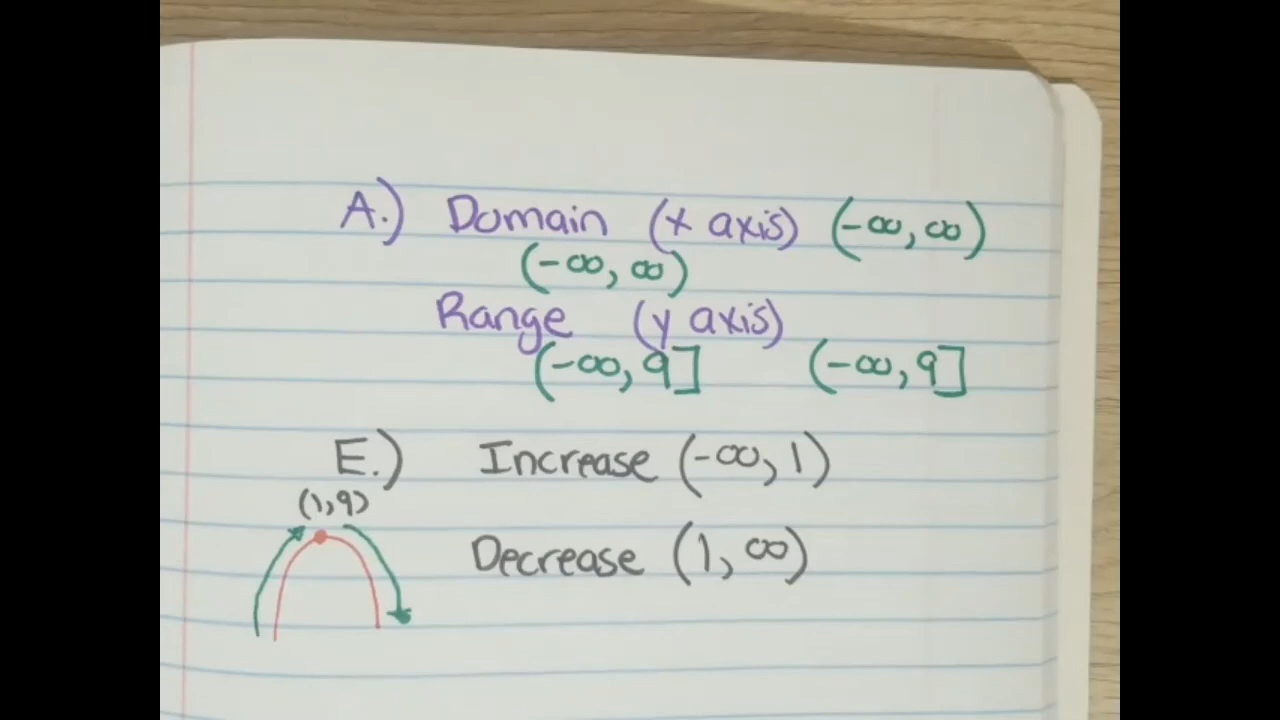 A.) Domain (x axis) (-∞, ∞)
(-∞, ∞)
Range (y axis)
(-∞, 9] (-∞, 9]
E.) Increase (-∞, 1)
(1,9)
Decrease (1, ∞)